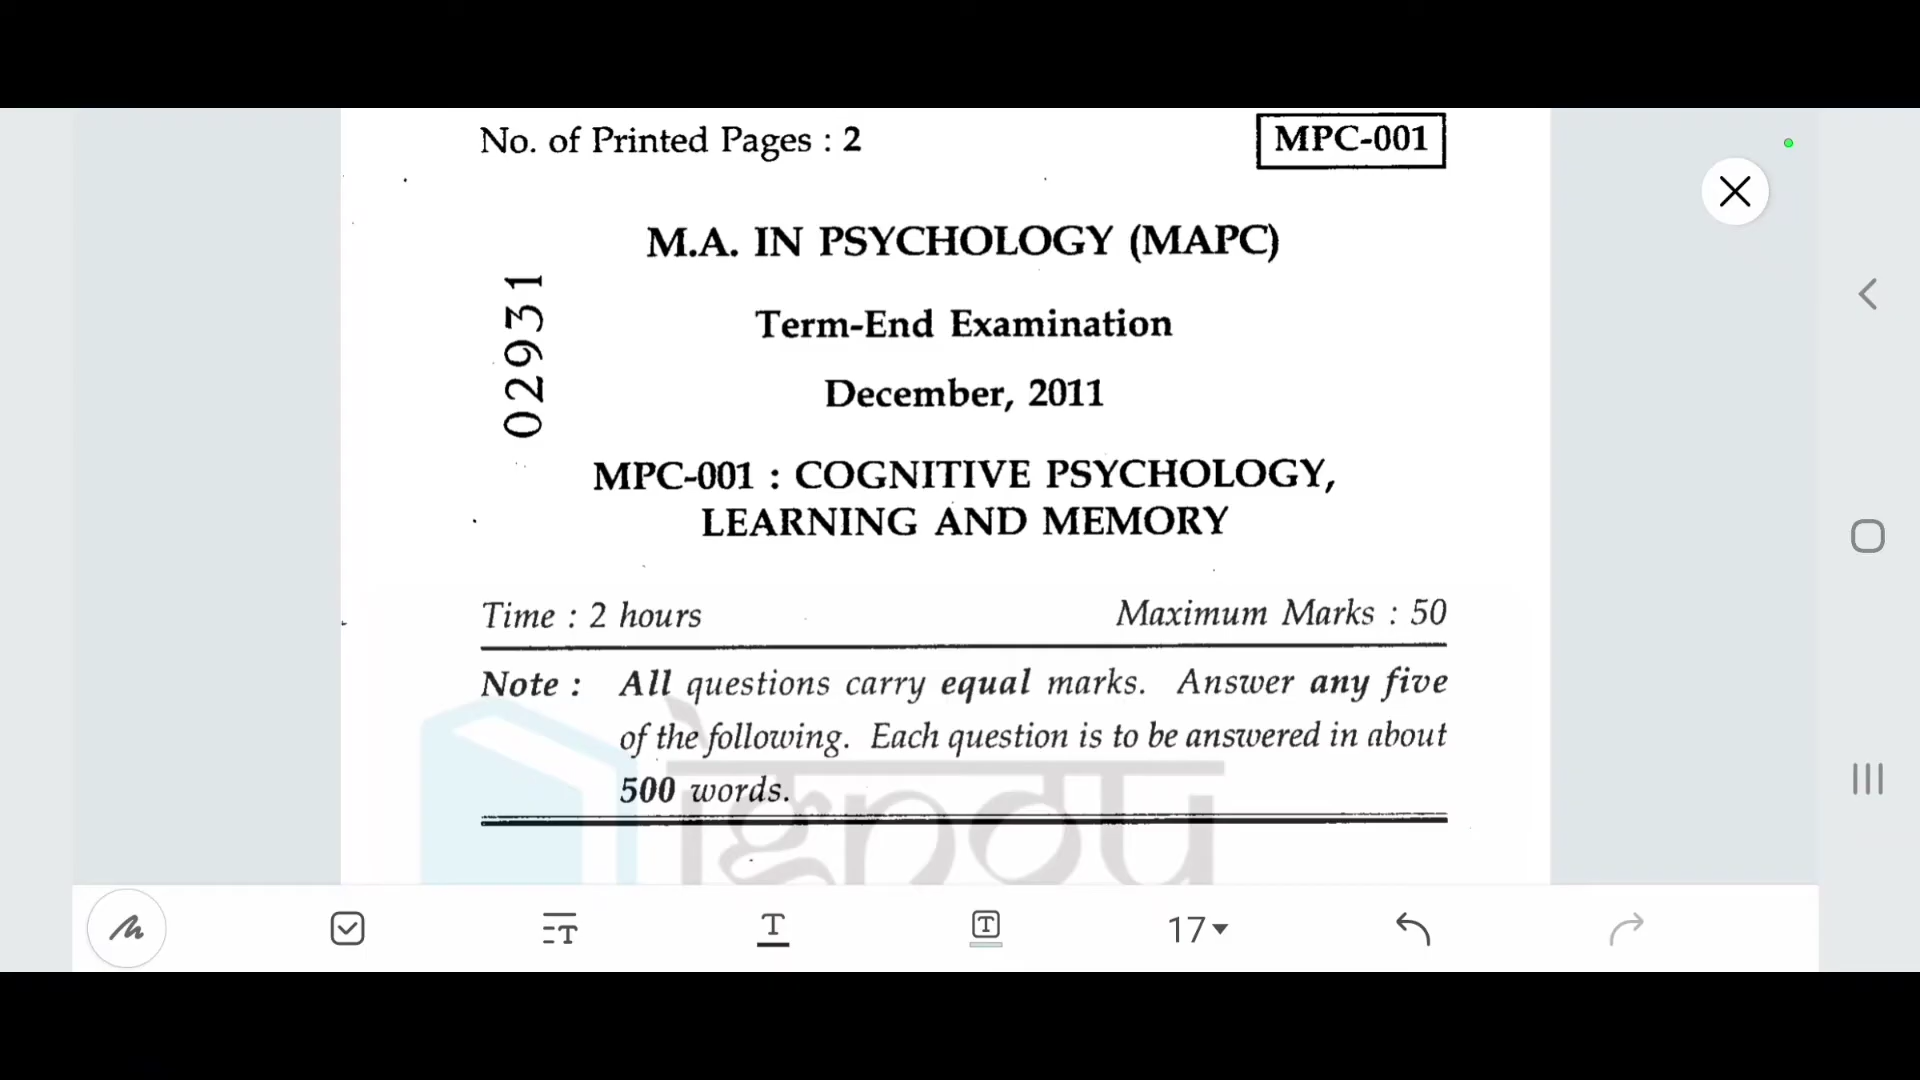 No. of Printed Pages : 2
MPC-001
M.A. IN PSYCHOLOGY (MAPC)
02931
Term-End Examination
December, 2011
MPC-001 : COGNITIVE PSYCHOLOGY,
LEARNING AND MEMORY
Time : 2 hours
Maximum Marks : 50
Note : All questions carry equal marks. Answer any five
of the following. Each question is to be answered in about
500 words.
ignou
17